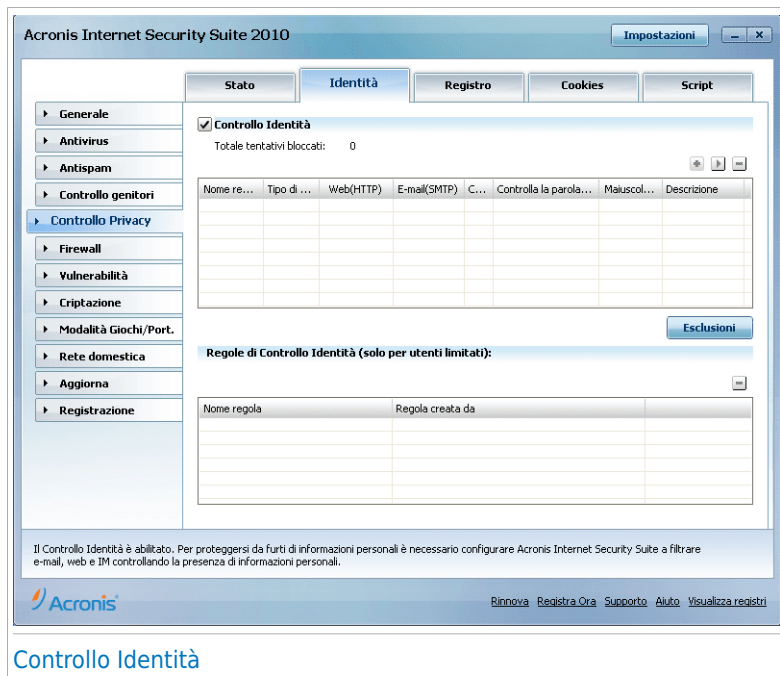 Acronis Internet Security Suite 2010
Impostazioni
Stato Identità Registro Cookies Script
Generale
Antivirus
Antispam
Controllo genitori
Controllo Privacy
Firewall
Vulnerabilità
Criptazione
Modalità Giochi/Port.
Rete domestica
Aggiorna
Registrazione
Controllo Identità
Totale tentativi bloccati: 0
Nome re... Tipo di ... Web(HTTP) E-mail(SMTP) C... Controlla la parola... Maiuscol... Descrizione
Esclusioni
Regole di Controllo Identità (solo per utenti limitati):
Nome regola Regola creata da
Il Controllo Identità è abilitato. Per proteggersi da furti di informazioni personali è necessario configurare Acronis Internet Security Suite a filtrare
e-mail, web e IM controllando la presenza di informazioni personali.
Acronis
Rinnova Registra Ora Supporto Aiuto Visualizza registri
Controllo Identità